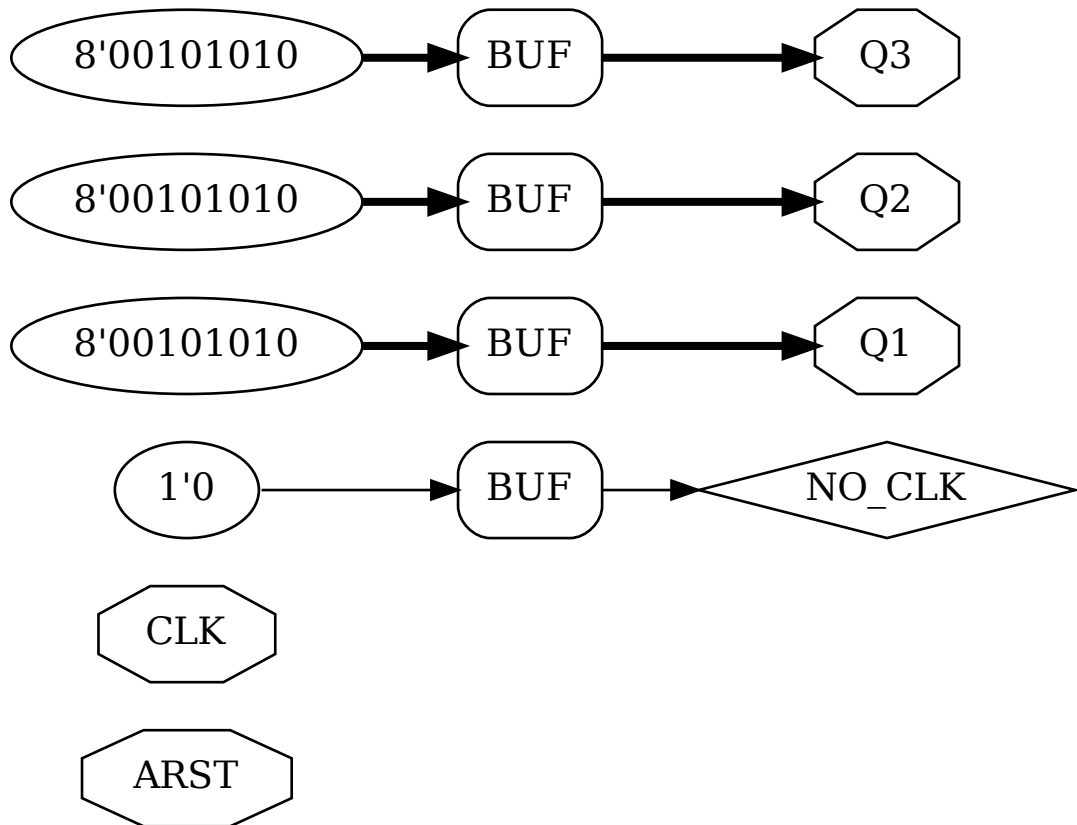 8'00101010 BUF Q3
8'00101010 BUF Q2
8'00101010 BUF Q1
1'0 BUF NO_CLK
CLK
ARST